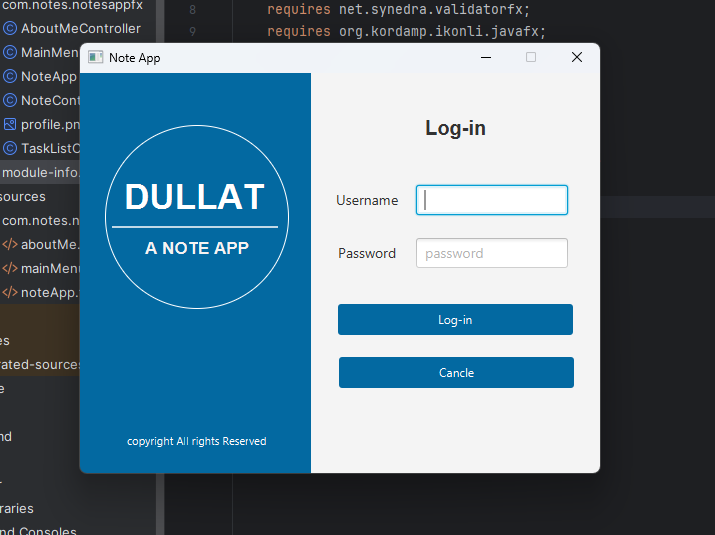 com.notes.notesappfx
AboutMeController
MainMen
NoteApp
NoteCont
profile.pn
TaskListC
module-info.
sources
com.notes.n
aboutMe.
mainMenu
noteApp.
es
rated-sources
e
nd
r
raries
nd Consoles
8 requires net.synedra.validatorfx;
9 requires org.kordamp.ikonli.javafx;
Note App
DULLAT
A NOTE APP
copyright All rights Reserved
Log-in
Username
Password password
Log-in
Cancle